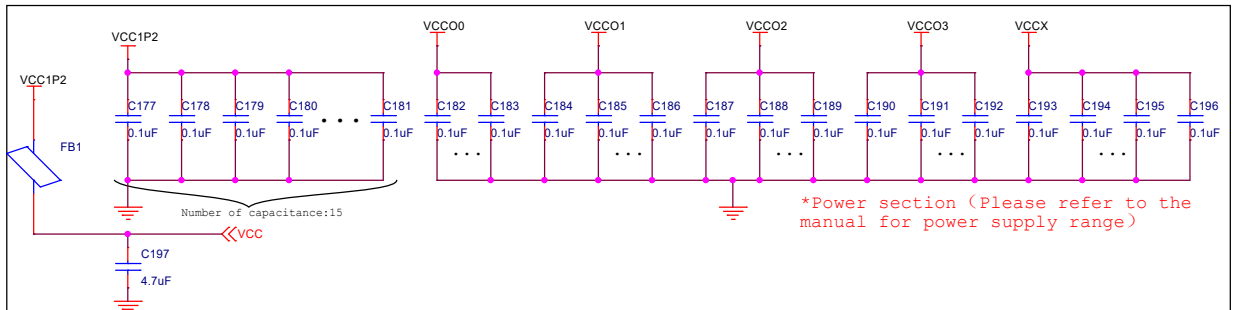 VCCO0 VCCO1 VCCO2 VCCO3 VCCX
VCC1P2
VCC1P2
C177 C178 C179 C180 C181 C182 C183 C184 C185 C186 C187 C188 C189 C190 C191 C192 C193 C194 C195 C196
0.1uF 0.1uF 0.1uF 0.1uF 0.1uF 0.1uF 0.1uF 0.1uF 0.1uF 0.1uF 0.1uF 0.1uF 0.1uF 0.1uF 0.1uF 0.1uF 0.1uF 0.1uF 0.1uF 0.1uF
FB1
Number of capacitance:15
*Power section（Please refer to the
manual for power supply range）
VCC
C197
4.7uF